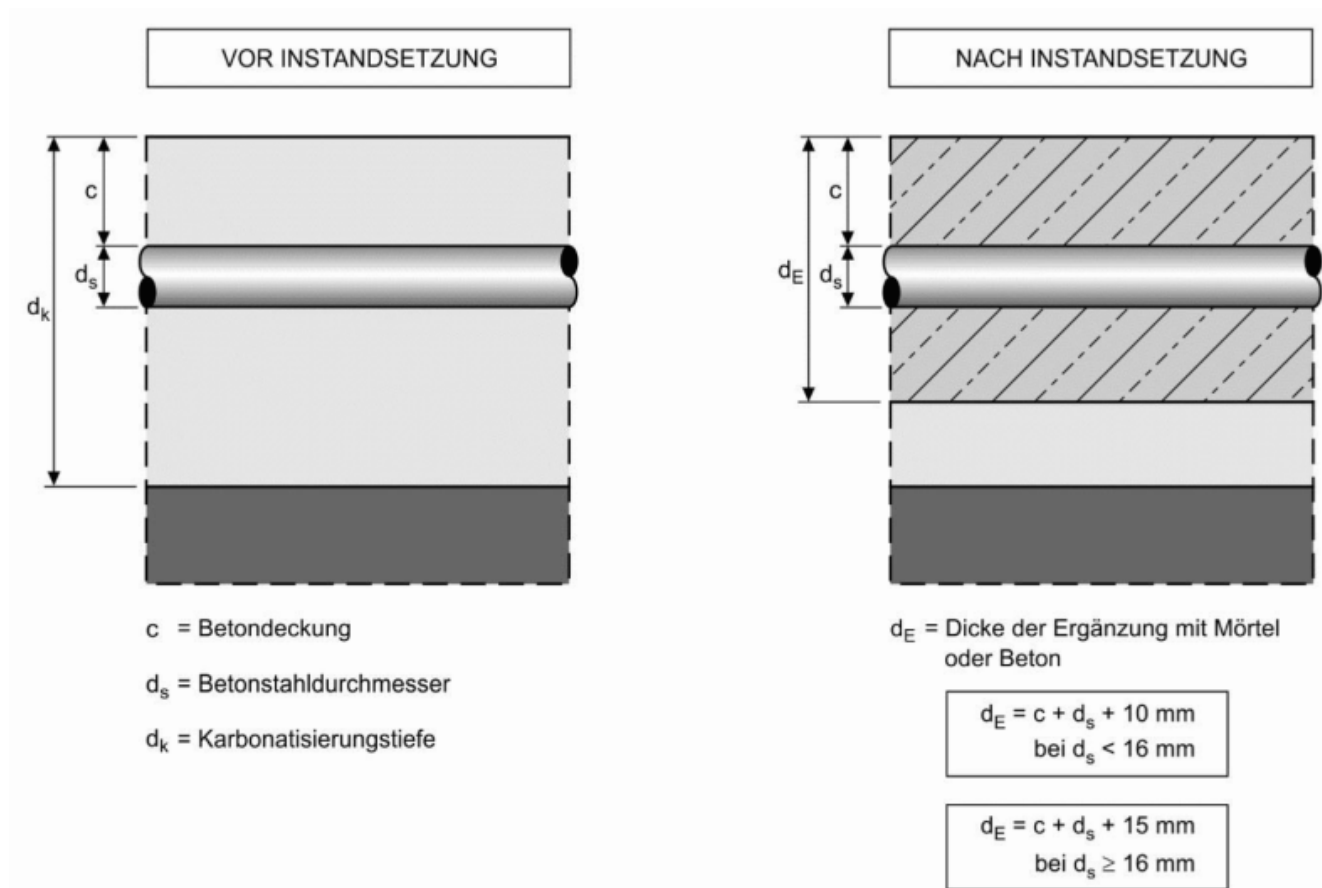 VOR INSTANDSETZUNG
c
d_s
d_k
c = Betondeckung
d_s = Betonstahldurchmesser
d_k = Karbonatisierungstiefe
NACH INSTANDSETZUNG
c
d_E
d_s
d_E = Dicke der Ergänzung mit Mörtel
oder Beton
d_E = c + d_s + 10 mm
bei d_s < 16 mm
d_E = c + d_s + 15 mm
bei d_s ≥ 16 mm